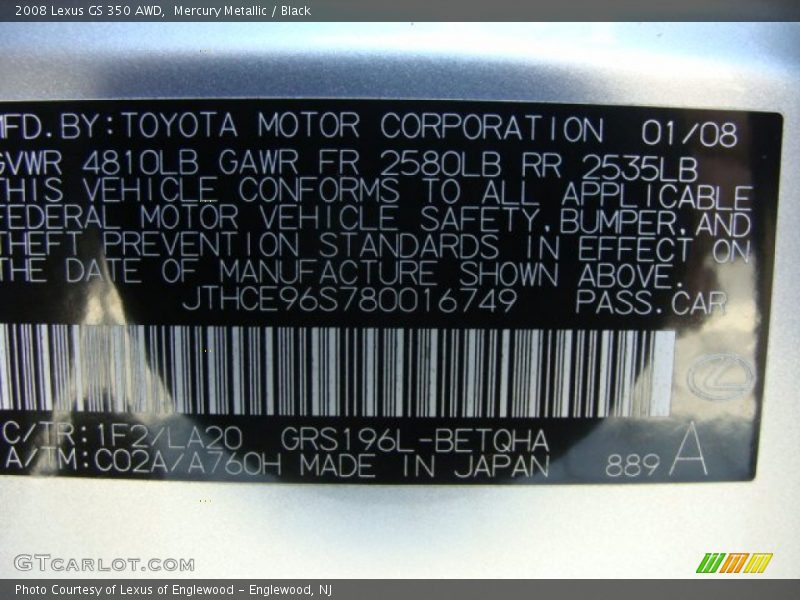 2008 Lexus GS 350 AWD,  Mercury Metallic / Black
MFD.BY:TOYOTA MOTOR CORPORATION 01/08
GVWR 4810LB GAWR FR 2580LB RR 2535LB
THIS VEHICLE CONFORMS TO ALL APPLICABLE
FEDERAL MOTOR VEHICLE SAFETY,BUMPER,AND
THEFT PREVENTION STANDARDS IN EFFECT ON
THE DATE OF MANUFACTURE SHOWN ABOVE.
JTHCE96S780016749 PASS.CAR
C/TR:1F2/LA20 GRS196L-BETQHA
A/TM:C02A/A760H MADE IN JAPAN 889 A
GTCARLOT.COM
Photo Courtesy of Lexus of Englewood – Englewood, NJ